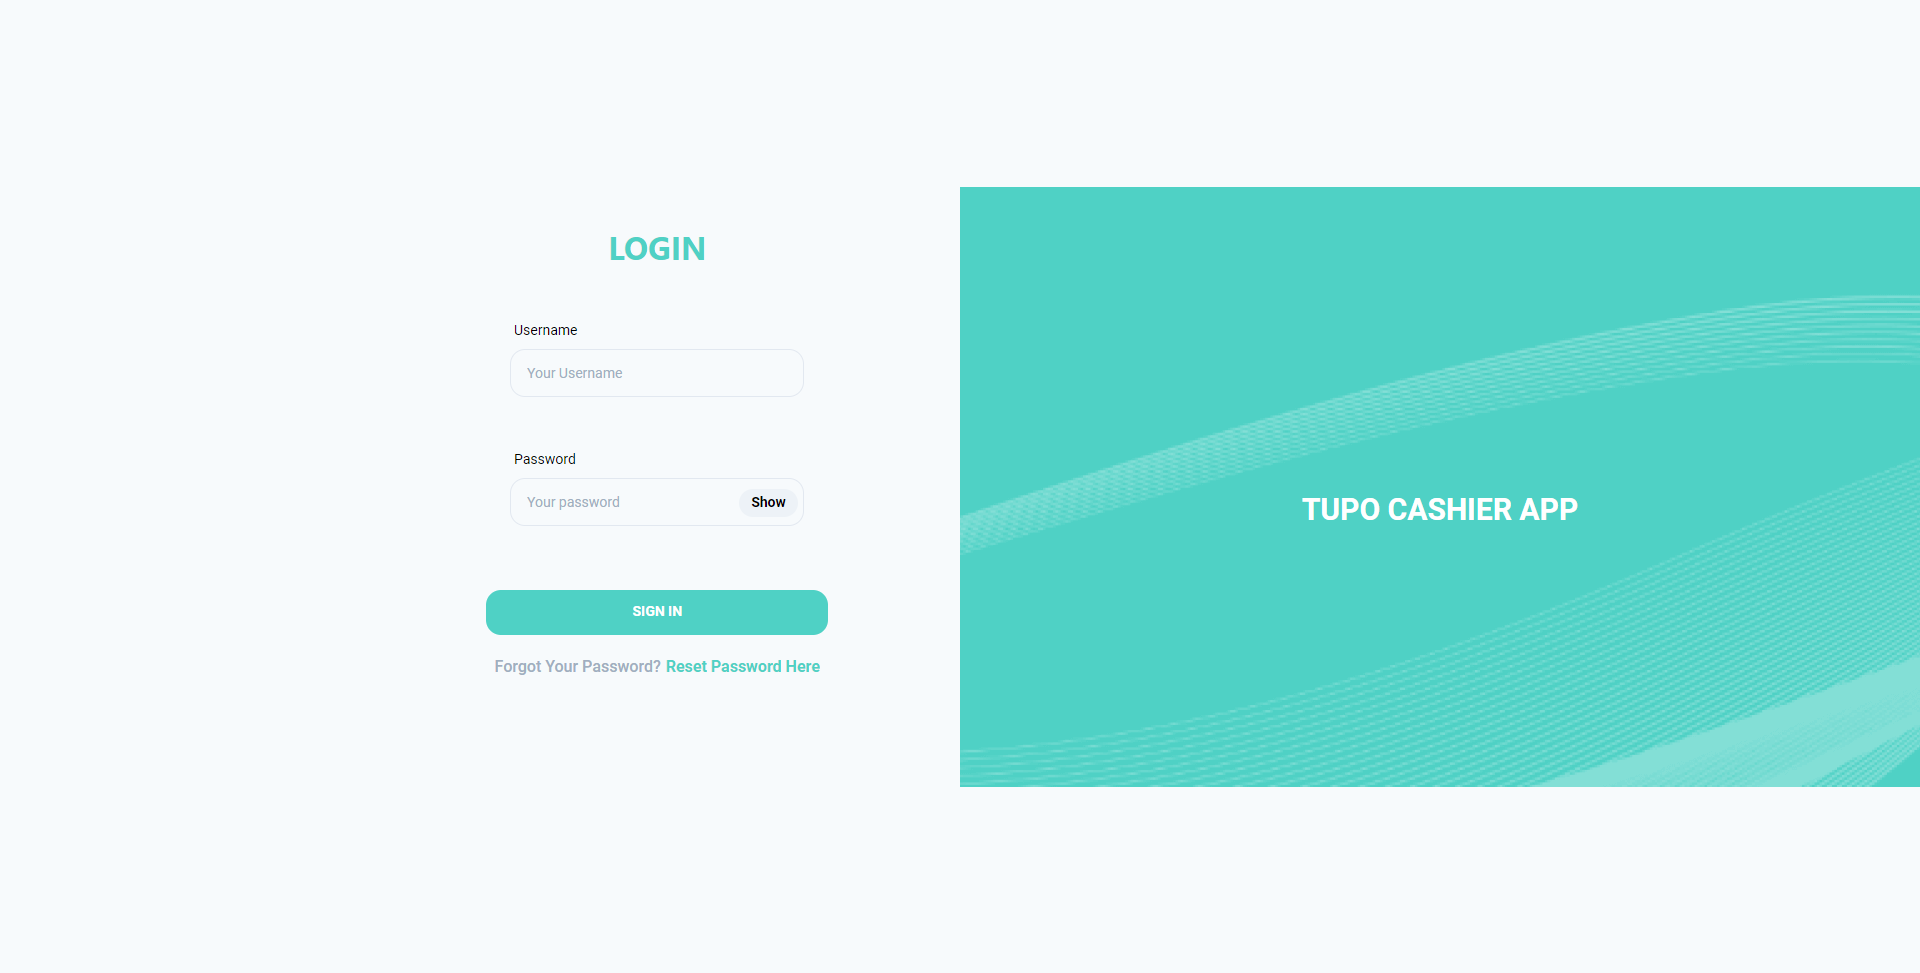 LOGIN
Username
Your Username
Password
Your password
Show
SIGN IN
Forgot Your Password? Reset Password Here
TUPO CASHIER APP